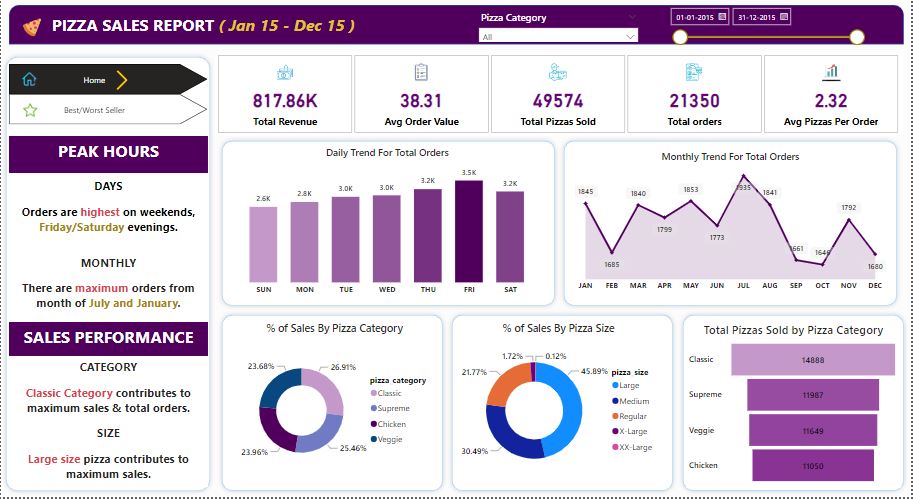 PIZZA SALES REPORT ( Jan 15 - Dec 15 )
Pizza Category
All
01-01-2015
31-12-2015
Home
Best/Worst Seller
817.86K
Total Revenue
38.31
Avg Order Value
49574
Total Pizzas Sold
21350
Total orders
2.32
Avg Pizzas Per Order
PEAK HOURS
DAYS
Orders are highest on weekends,
Friday/Saturday evenings.
MONTHLY
There are maximum orders from
month of July and January.
SALES PERFORMANCE
CATEGORY
Classic Category contributes to
maximum sales & total orders.
SIZE
Large size pizza contributes to
maximum sales.
Daily Trend For Total Orders
2.6K
2.8K
3.0K
3.0K
3.2K
3.5K
3.2K
SUN MON TUE WED THU FRI SAT
Monthly Trend For Total Orders
1845
1685
1840
1799
1853
1773
1935
1841
1661
1646
1792
1680
JAN FEB MAR APR MAY JUN JUL AUG SEP OCT NOV DEC
% of Sales By Pizza Category
23.68%
26.91%
23.96%
25.46%
pizza_category
Classic
Supreme
Chicken
Veggie
% of Sales By Pizza Size
1.72%
0.12%
21.77%
45.89%
30.49%
pizza_size
Large
Medium
Regular
X-Large
XX-Large
Total Pizzas Sold by Pizza Category
Classic 14888
Supreme 11987
Veggie 11649
Chicken 11050